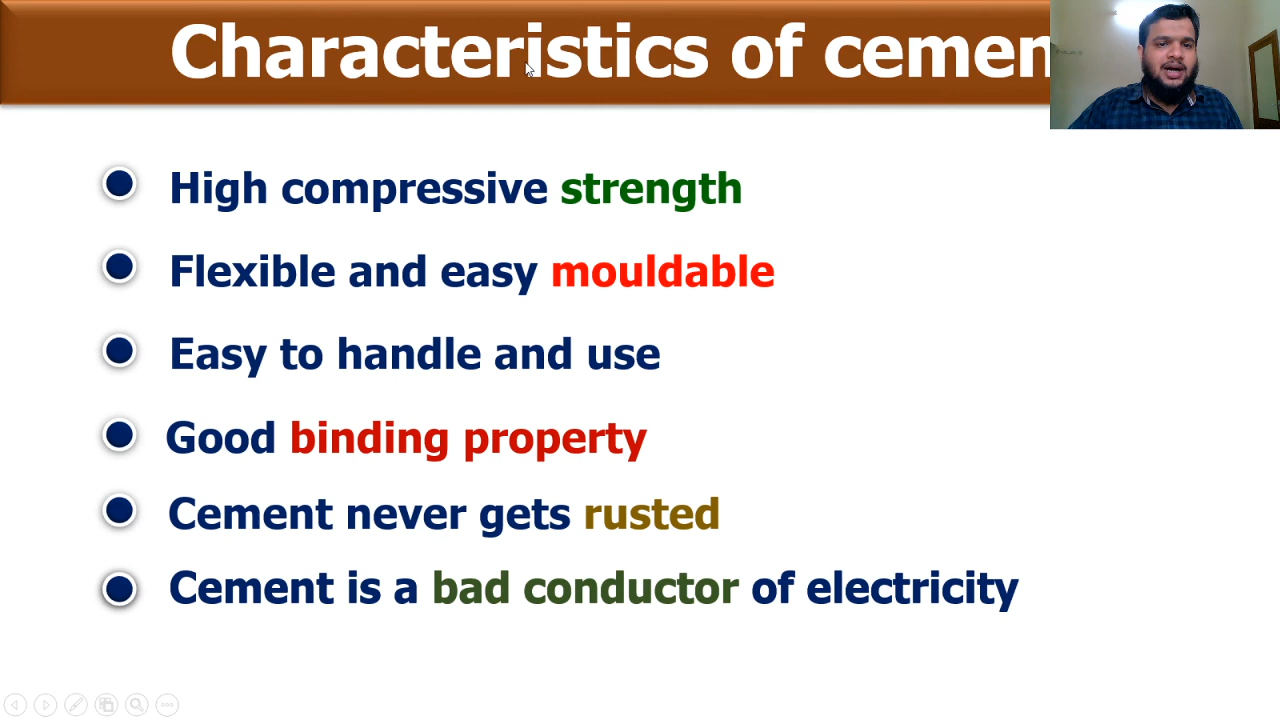 Characteristics of cemen
High compressive strength
Flexible and easy mouldable
Easy to handle and use
Good binding property
Cement never gets rusted
Cement is a bad conductor of electricity